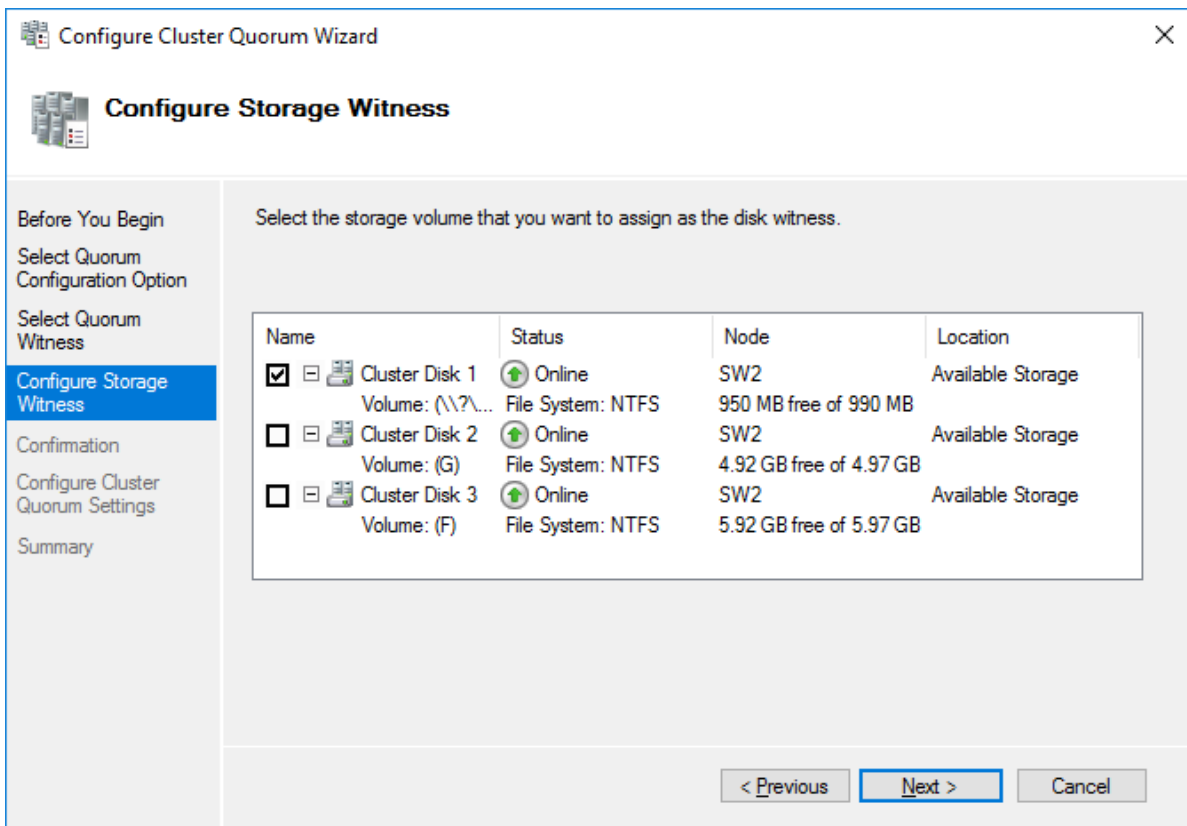 Configure Cluster Quorum Wizard
Configure Storage Witness
Before You Begin
Select Quorum
Configuration Option
Select Quorum
Witness
Configure Storage
Witness
Confirmation
Configure Cluster
Quorum Settings
Summary
Select the storage volume that you want to assign as the disk witness.
Name Status Node Location
Cluster Disk 1 Online SW2 Available Storage
Volume: (\\?\... File System: NTFS 950 MB free of 990 MB
Cluster Disk 2 Online SW2 Available Storage
Volume: (G) File System: NTFS 4.92 GB free of 4.97 GB
Cluster Disk 3 Online SW2 Available Storage
Volume: (F) File System: NTFS 5.92 GB free of 5.97 GB
< Previous Next > Cancel